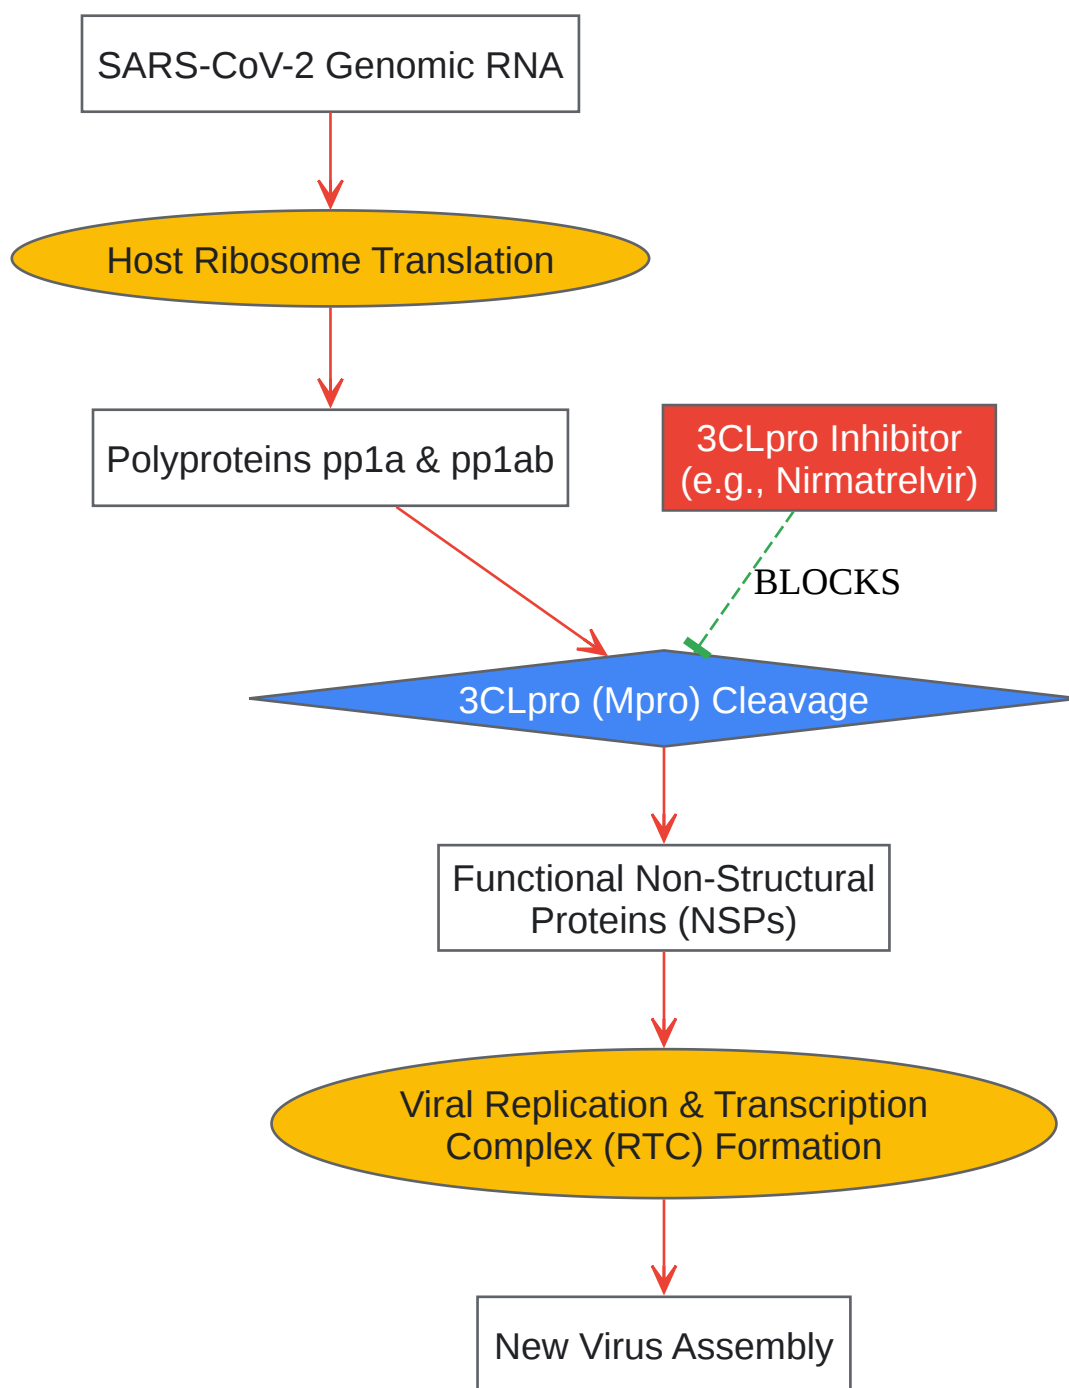 SARS-CoV-2 Genomic RNA
Host Ribosome Translation
Polyproteins pp1a & pp1ab
3CLpro Inhibitor
(e.g., Nirmatrelvir)
BLOCKS
3CLpro (Mpro) Cleavage
Functional Non-Structural
Proteins (NSPs)
Viral Replication & Transcription
Complex (RTC) Formation
New Virus Assembly